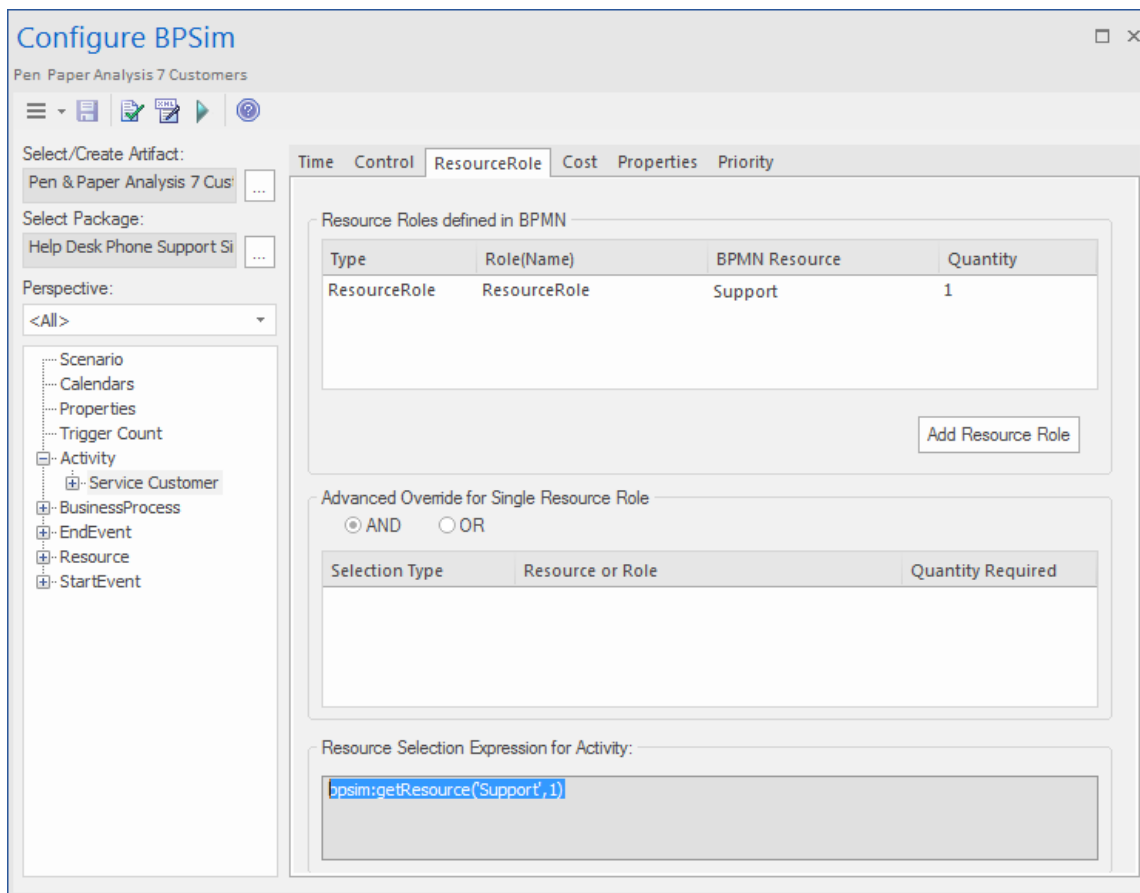 Configure BPSim
Pen Paper Analysis 7 Customers
Select/Create Artifact:
Pen & Paper Analysis 7 Cus
...
Select Package:
Help Desk Phone Support Si
...
Perspective:
<All>
Scenario
Calendars
Properties
Trigger Count
Activity
Service Customer
BusinessProcess
EndEvent
Resource
StartEvent
Time Control ResourceRole Cost Properties Priority
Resource Roles defined in BPMN
Type Role(Name) BPMN Resource Quantity
ResourceRole ResourceRole Support 1
Add Resource Role
Advanced Override for Single Resource Role
AND OR
Selection Type Resource or Role Quantity Required
Resource Selection Expression for Activity:
bpsim:getResource('Support',1)